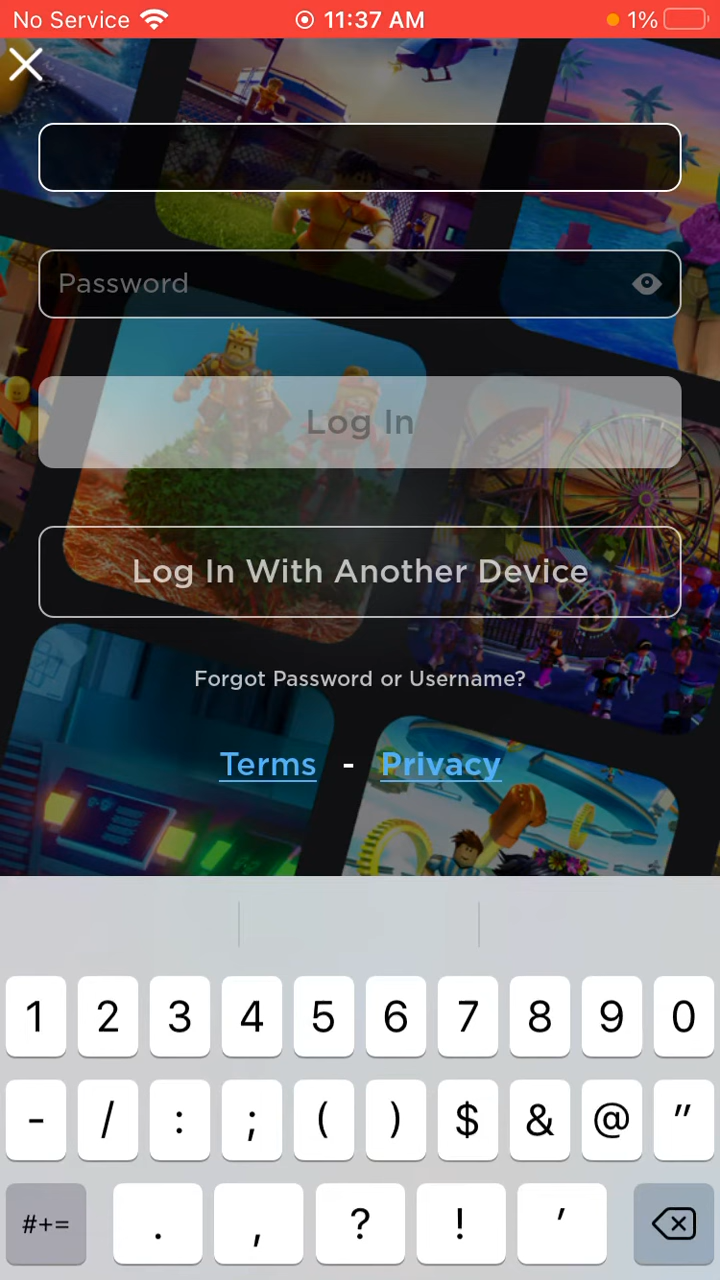 No Service 11:37 AM 1%
Password
Log In
Log In With Another Device
Forgot Password or Username?
Terms - Privacy
1 2 3 4 5 6 7 8 9 0
- / : ; ( ) $ & @ "
#+= . , ? ! '